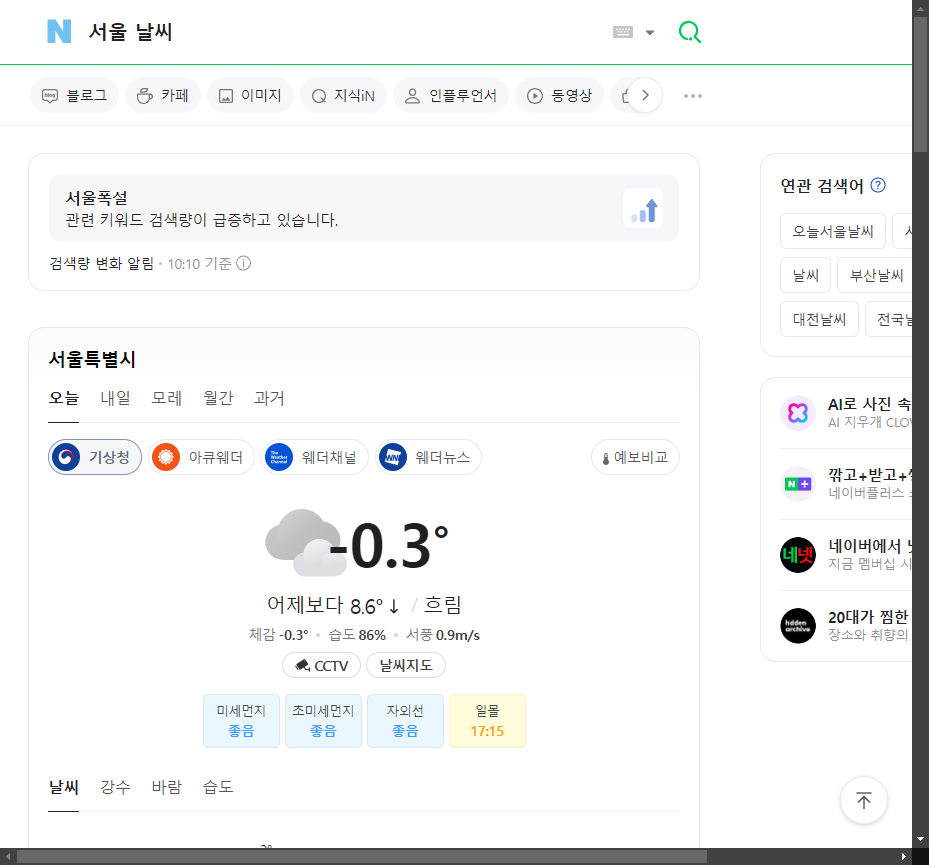 N 서울 날씨
블로그 카페 이미지 지식iN 인플루언서 동영상
서울폭설
관련 키워드 검색량이 급증하고 있습니다.
검색량 변화 알림 · 10:10 기준
서울특별시
오늘 내일 모레 월간 과거
기상청 아큐웨더 웨더채널 웨더뉴스 예보비교
-0.3°
어제보다 8.6° ↓ / 흐림
체감 -0.3° · 습도 86% · 서풍 0.9m/s
CCTV 날씨지도
미세먼지 초미세먼지 자외선 일몰
좋음 좋음 좋음 17:15
날씨 강수 바람 습도
연관 검색어
오늘서울날씨
날씨 부산날씨
대전날씨 전국날
AI로 사진 속
AI 지우개 CLOV
깎고+받고+
네이버플러스
네넷
네이버에서
지금 멤버십 시
hidden
archive
20대가 찜한
장소와 취향의